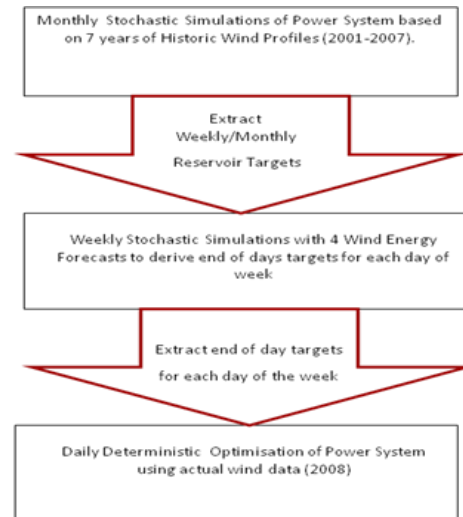 Monthly Stochastic Simulations of Power System based
on 7 years of Historic Wind Profiles (2001-2007).
Extract
Weekly/Monthly
Reservoir Targets
Weekly Stochastic Simulations with 4 Wind Energy
Forecasts to derive end of days targets for each day of
week
Extract end of day targets
for each day of the week
Daily Deterministic Optimisation of Power System
using actual wind data (2008)